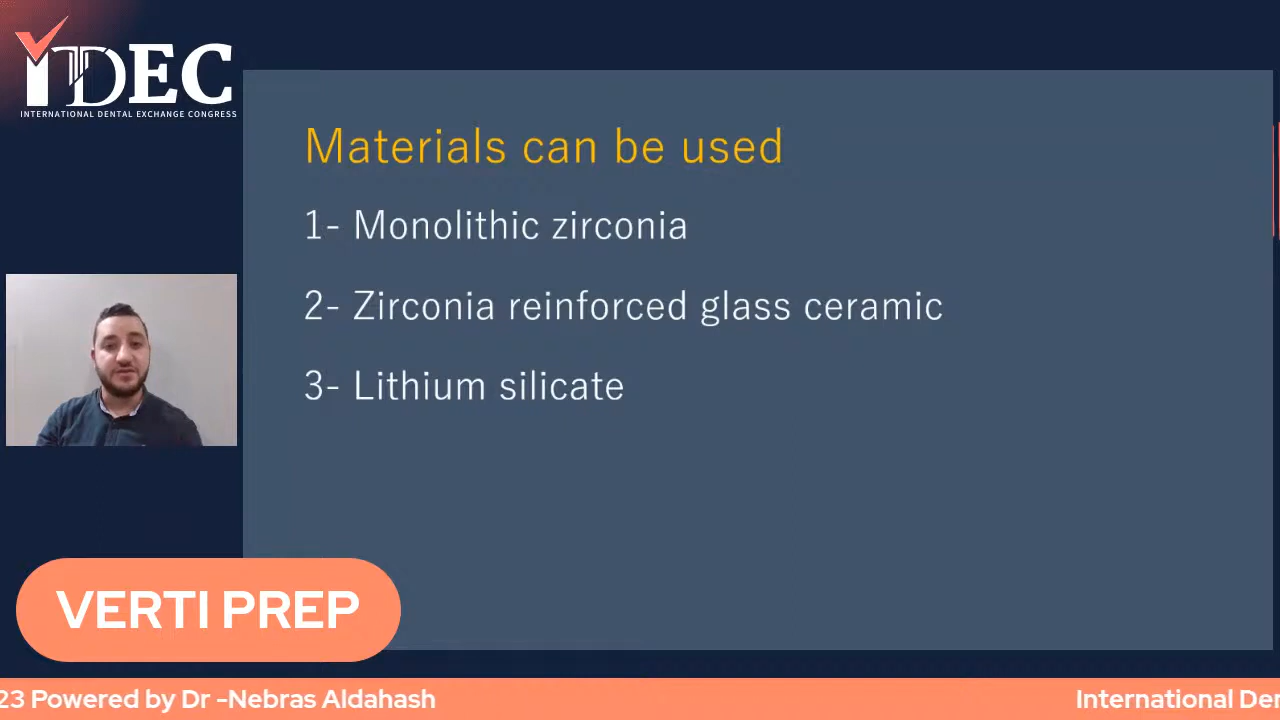 IDEC
INTERNATIONAL DENTAL EXCHANGE CONGRESS
Materials can be used
1- Monolithic zirconia
2- Zirconia reinforced glass ceramic
3- Lithium silicate
VERTI PREP
23 Powered by Dr -Nebras Aldahash
International Der